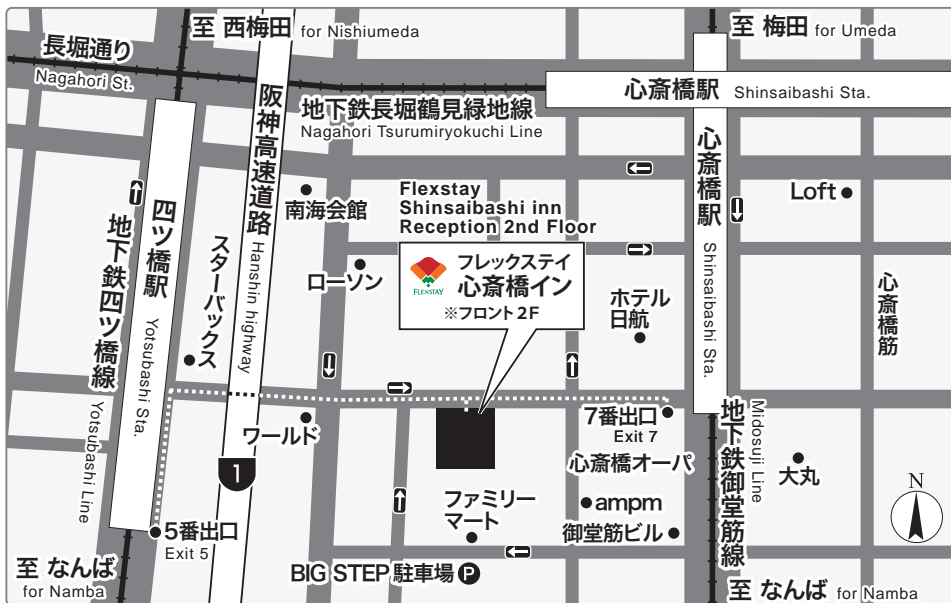 至 西梅田 for Nishiumeda
至 梅田 for Umeda
長堀通り
Nagahori St.
心斎橋駅 Shinsaibashi Sta.
地下鉄長堀鶴見緑地線
Nagahori Tsurumiryokuchi Line
阪神高速道路
Hanshin highway
心斎橋駅
Shinsaibashi Sta.
四ツ橋駅
Yotsubashi Sta.
地下鉄四ツ橋線
Yotsubashi Line
スターバックス
南海会館
Flexstay
Shinsaibashi inn
Reception 2nd Floor
Loft
ローソン
FLEXSTAY
フレックステイ
心斎橋イン
※フロント2F
ホテル
日航
心斎橋筋
ワールド
1
7番出口
Exit 7
心斎橋オーパ
地下鉄御堂筋線
Midosuji Line
大丸
N
ファミリー
マート
ampm
御堂筋ビル
5番出口
Exit 5
至 なんば
for Namba
BIG STEP 駐車場 P
至 なんば for Namba